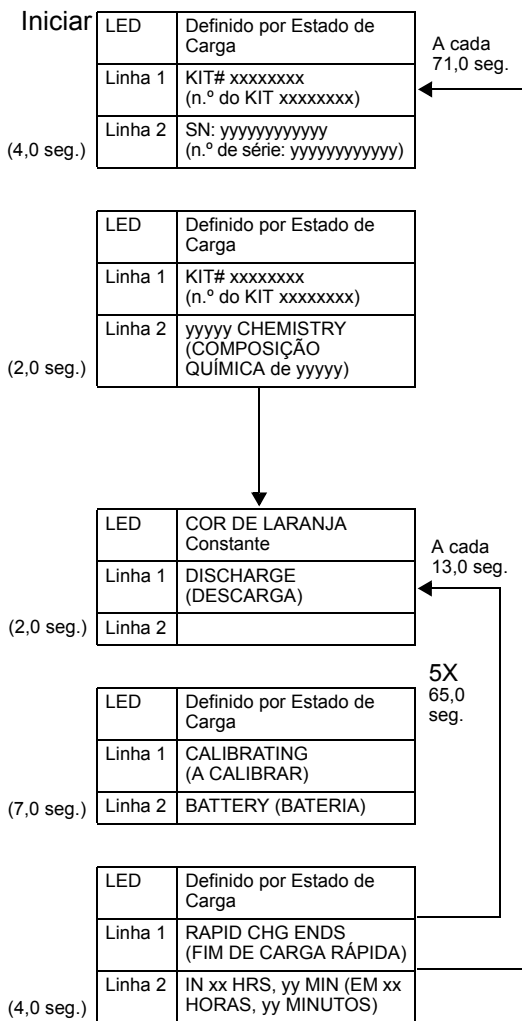 Iniciar
LED Definido por Estado de
Carga
Linha 1 KIT# xxxxxxxx
(n.º do KIT xxxxxxxx)
Linha 2 SN: yyyyyyyyyyyy
(n.º de série: yyyyyyyyyyyy)
(4,0 seg.)
A cada
71,0 seg.
LED Definido por Estado de
Carga
Linha 1 KIT# xxxxxxxx
(n.º do KIT xxxxxxxx)
Linha 2 yyyyy CHEMISTRY
(COMPOSIÇÃO
QUÍMICA de yyyyy)
(2,0 seg.)
LED COR DE LARANJA
Constante
Linha 1 DISCHARGE
(DESCARGA)
Linha 2
(2,0 seg.)
A cada
13,0 seg.
5X
65,0
seg.
LED Definido por Estado de
Carga
Linha 1 CALIBRATING
(A CALIBRAR)
Linha 2 BATTERY (BATERIA)
(7,0 seg.)
LED Definido por Estado de
Carga
Linha 1 RAPID CHG ENDS
(FIM DE CARGA RÁPIDA)
Linha 2 IN xx HRS, yy MIN (EM xx
HORAS, yy MINUTOS)
(4,0 seg.)